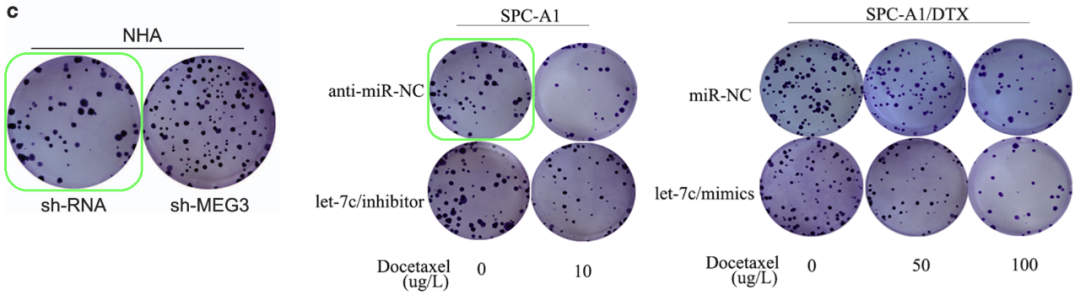 c
NHA
sh-RNA sh-MEG3
SPC-A1
anti-miR-NC
let-7c/inhibitor
Docetaxel 0 10
(ug/L)
SPC-A1/DTX
miR-NC
let-7c/mimics
Docetaxel 0 50 100
(ug/L)